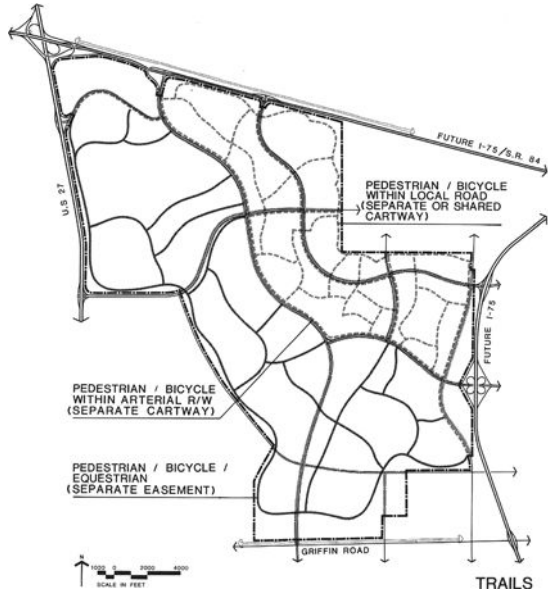 FUTURE I-75/S.R. 84
U.S 27
PEDESTRIAN / BICYCLE
WITHIN LOCAL ROAD
(SEPARATE OR SHARED
CARTWAY)
FUTURE I-75
PEDESTRIAN / BICYCLE
WITHIN ARTERIAL R/W
(SEPARATE CARTWAY)
PEDESTRIAN / BICYCLE /
EQUESTRIAN
(SEPARATE EASEMENT)
GRIFFIN ROAD
N
1000 0 2000 4000
SCALE IN FEET
TRAILS